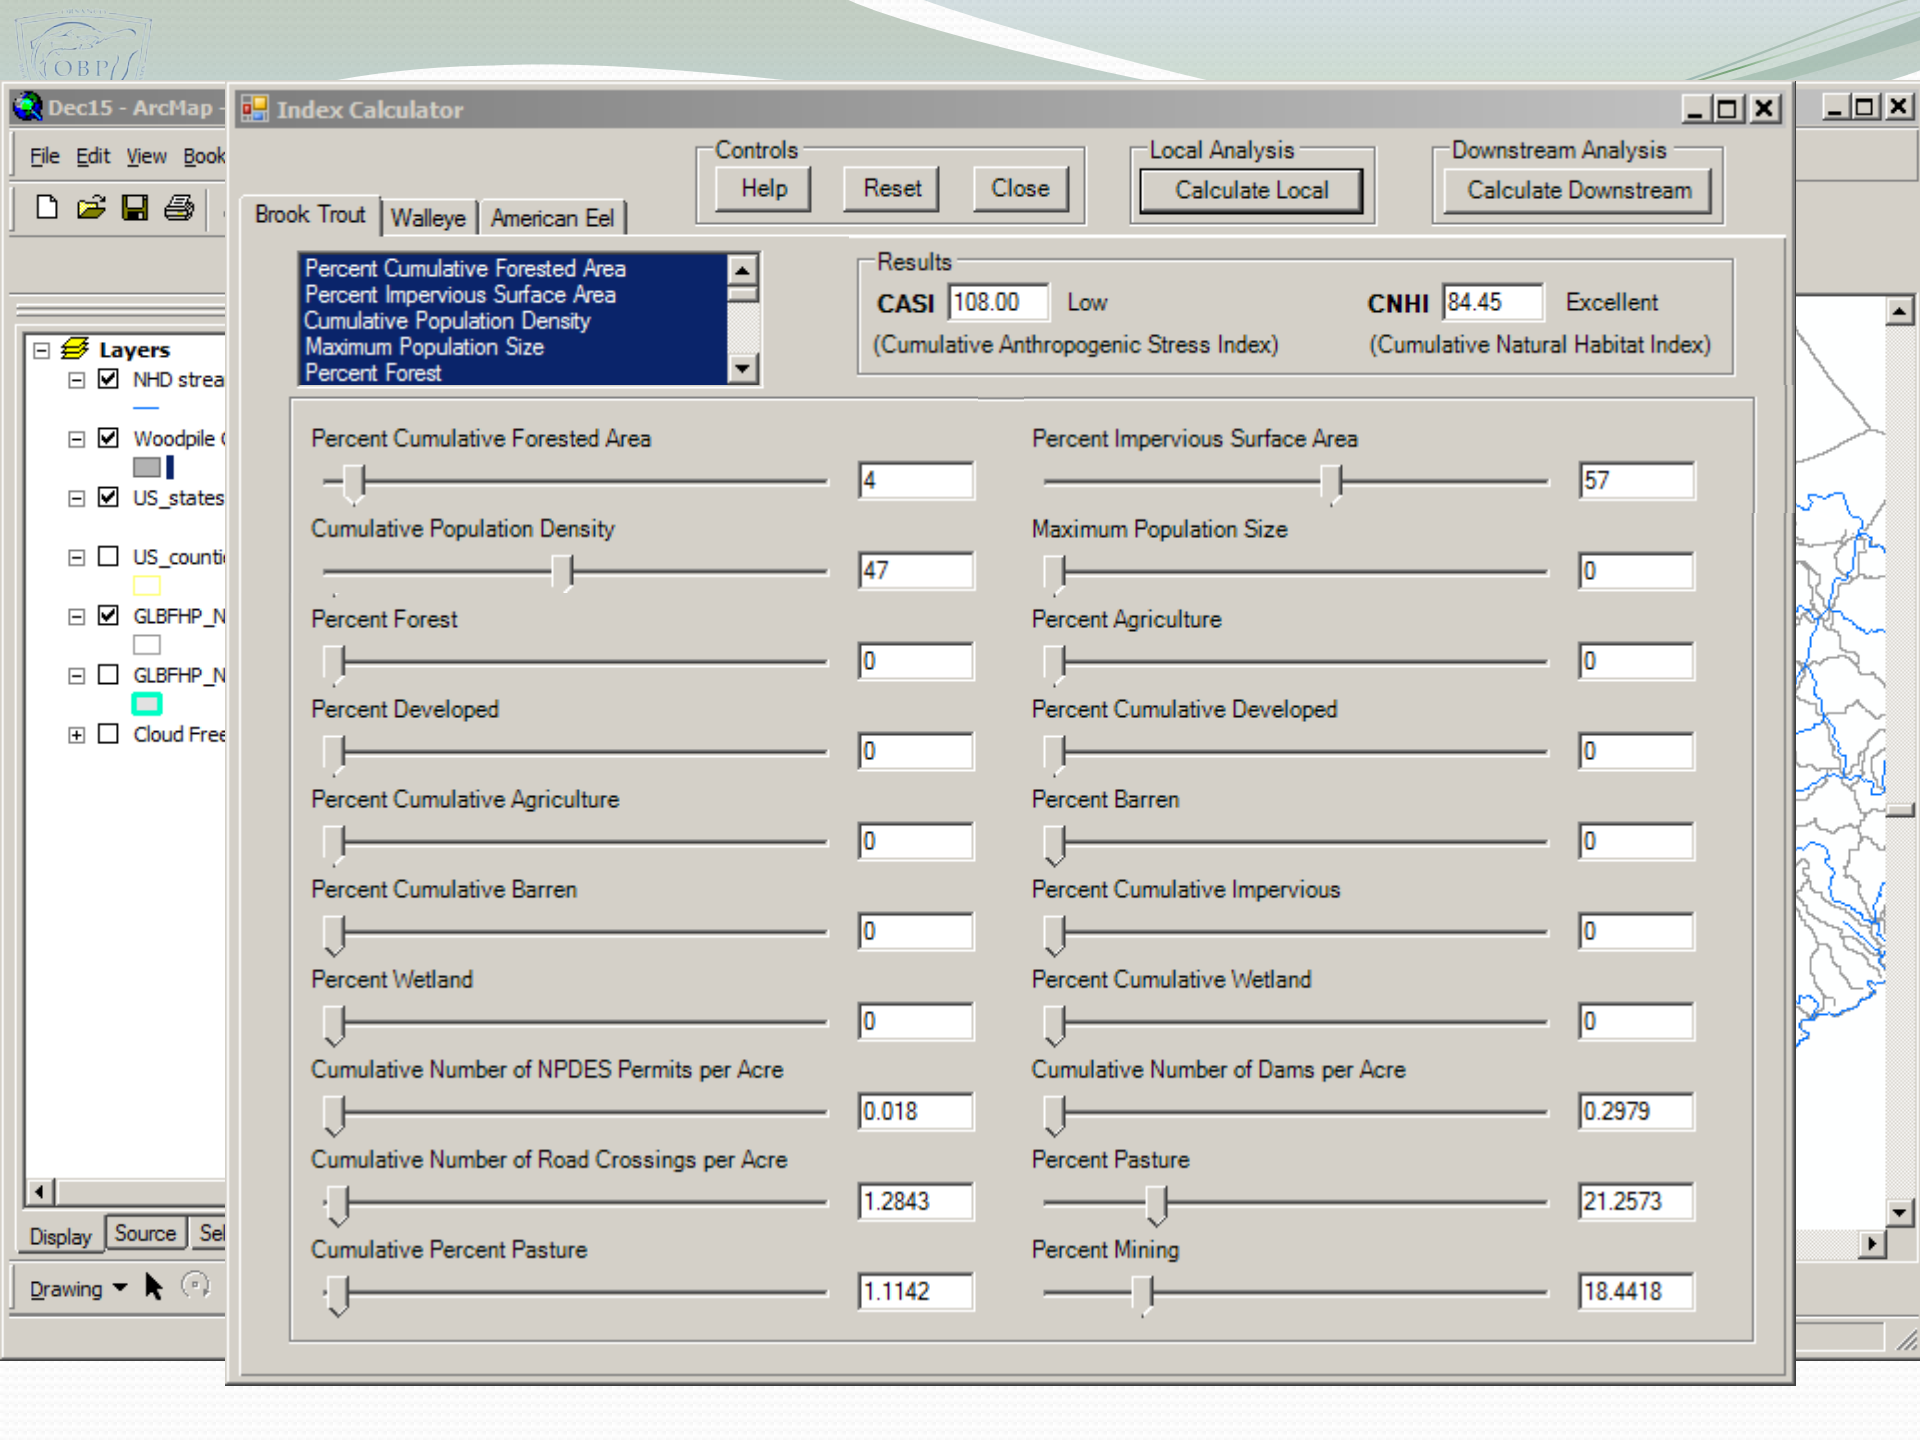 OBP
Dec15 - ArcMap -
Index Calculator
File Edit View Book
Controls
Help Reset Close
Local Analysis
Calculate Local
Downstream Analysis
Calculate Downstream
Brook Trout Walleye American Eel
Percent Cumulative Forested Area
Percent Impervious Surface Area
Cumulative Population Density
Maximum Population Size
Percent Forest
Results
CASI 108.00 Low
CNHI 84.45 Excellent
(Cumulative Anthropogenic Stress Index)
(Cumulative Natural Habitat Index)
Layers
NHD strea
Woodpile
US_states
US_counti
GLBFHP_N
GLBFHP_N
Cloud Free
Percent Cumulative Forested Area
4
Percent Impervious Surface Area
57
Cumulative Population Density
47
Maximum Population Size
0
Percent Forest
0
Percent Agriculture
0
Percent Developed
0
Percent Cumulative Developed
0
Percent Cumulative Agriculture
0
Percent Barren
0
Percent Cumulative Barren
0
Percent Cumulative Impervious
0
Percent Wetland
0
Percent Cumulative Wetland
0
Cumulative Number of NPDES Permits per Acre
0.018
Cumulative Number of Dams per Acre
0.2979
Cumulative Number of Road Crossings per Acre
1.2843
Percent Pasture
21.2573
Cumulative Percent Pasture
1.1142
Percent Mining
18.4418
Display Source Sel
Drawing